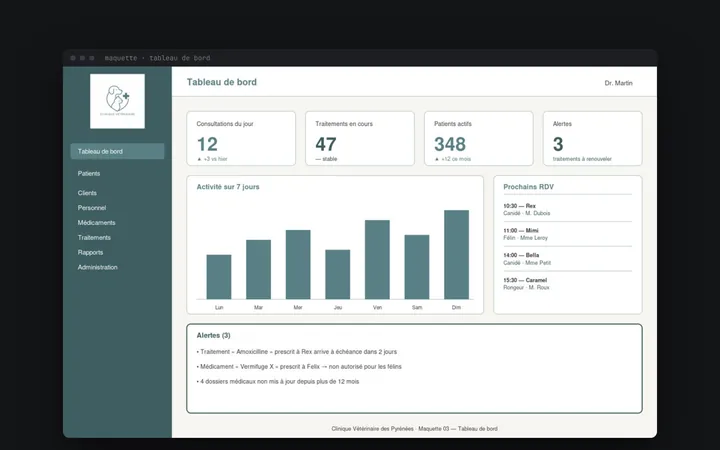 maquette · tableau de bord
Tableau de bord
Dr. Martin
Tableau de bord
Patients
Clients
Personnel
Médicaments
Traitements
Rapports
Administration
Consultations du jour
12
▲ +3 vs hier
Traitements en cours
47
— stable
Patients actifs
348
▲ +12 ce mois
Alertes
3
traitements à renouveler
Activité sur 7 jours
Lun Mar Mer Jeu Ven Sam Dim
Prochains RDV
10:30 — Rex
Canidé · M. Dubois
11:00 — Mimi
Félin · Mme Leroy
14:00 — Bella
Canidé · Mme Petit
15:30 — Caramel
Rongeur · M. Roux
Alertes (3)
• Traitement « Amoxicilline » prescrit à Rex arrive à échéance dans 2 jours
• Médicament « Vermifuge X » prescrit à Felix → non autorisé pour les félins
• 4 dossiers médicaux non mis à jour depuis plus de 12 mois
Clinique Vétérinaire des Pyrénées · Maquette 03 — Tableau de bord